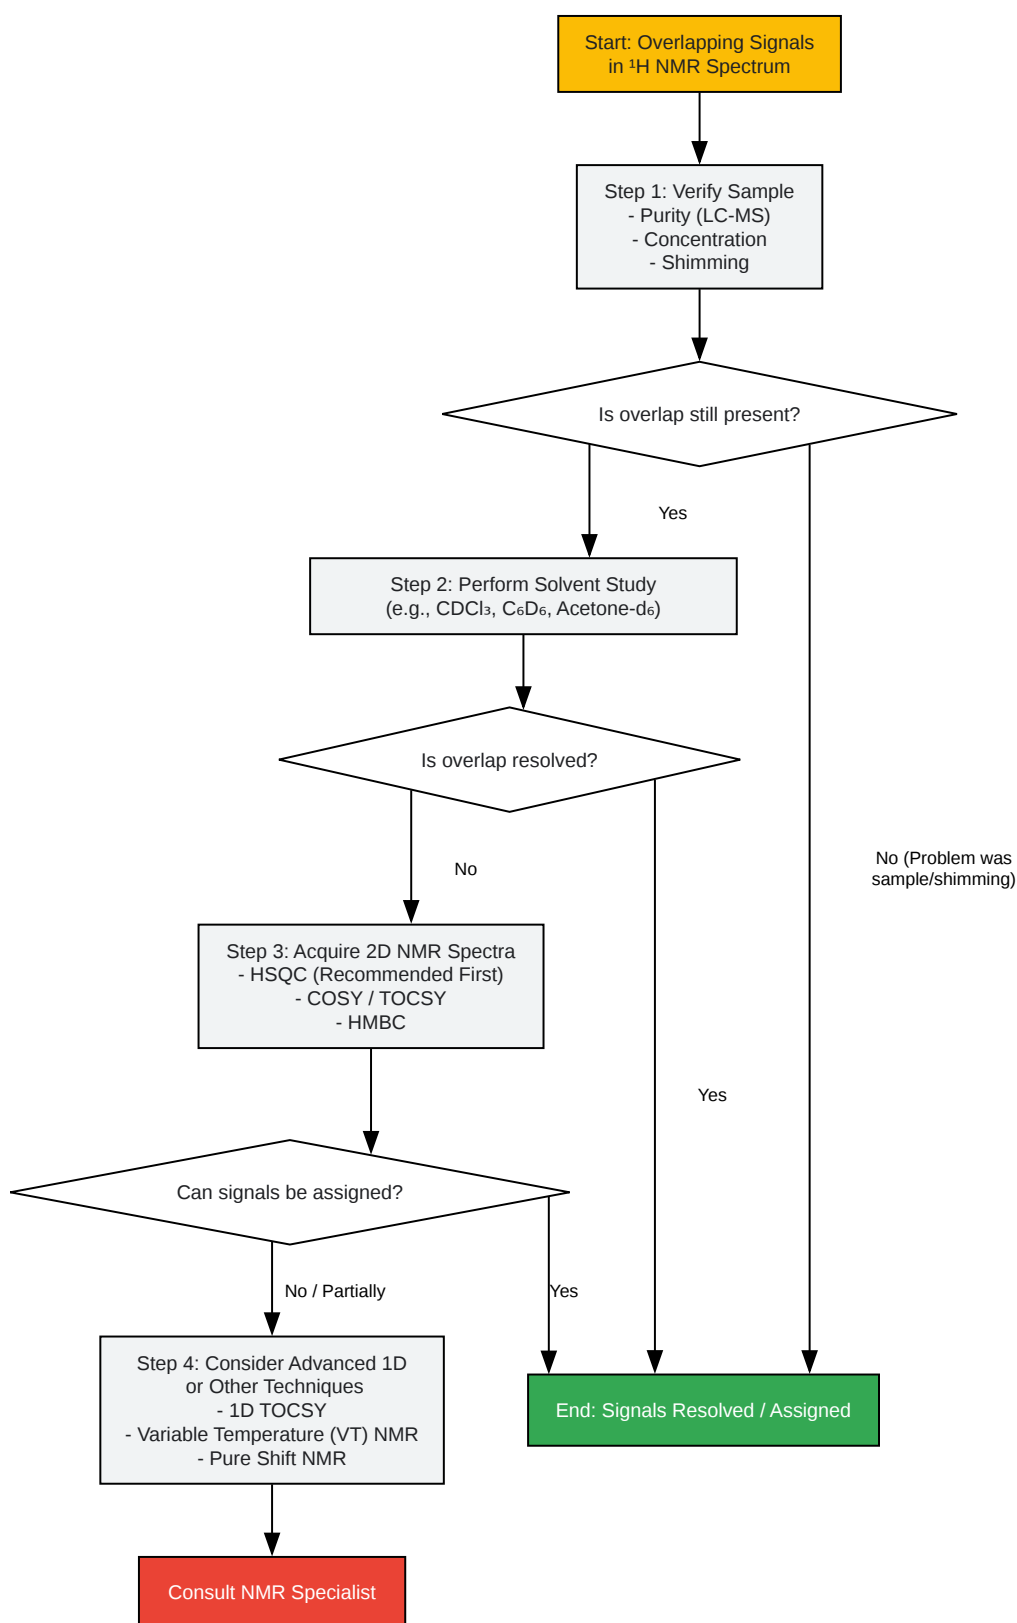 Start: Overlapping Signals
in ¹H NMR Spectrum
Step 1: Verify Sample
- Purity (LC-MS)
- Concentration
- Shimming
Is overlap still present?
Yes
Step 2: Perform Solvent Study
(e.g., CDCl₃, C₆D₆, Acetone-d₆)
Is overlap resolved?
No
No (Problem was
sample/shimming)
Step 3: Acquire 2D NMR Spectra
- HSQC (Recommended First)
- COSY / TOCSY
- HMBC
Yes
Can signals be assigned?
No / Partially
Yes
Step 4: Consider Advanced 1D
or Other Techniques
- 1D TOCSY
- Variable Temperature (VT) NMR
- Pure Shift NMR
End: Signals Resolved / Assigned
Consult NMR Specialist